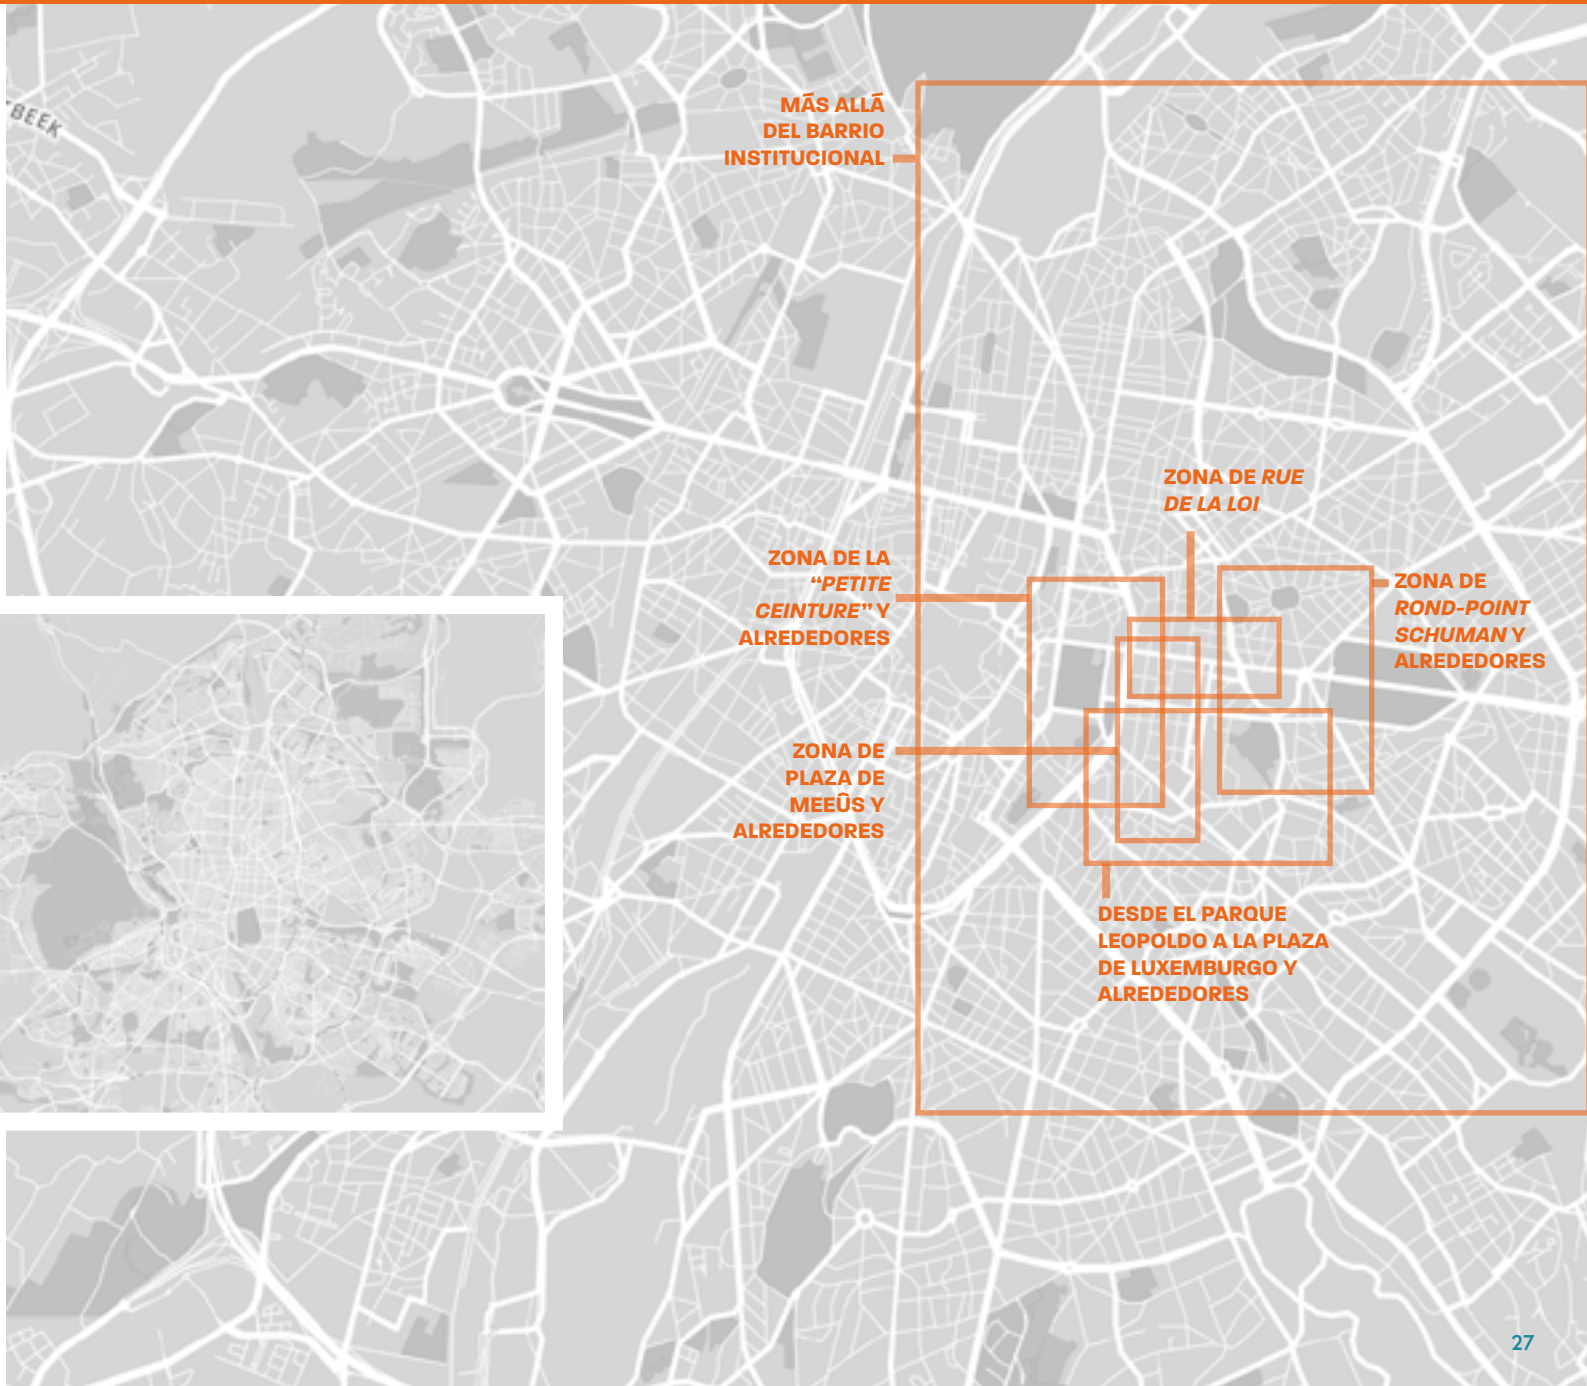 MÁS ALLÁ
DEL BARRIO
INSTITUCIONAL
ZONA DE RUE
DE LA LOI
ZONA DE LA
“PETITE
CEINTURE” Y
ALREDEDORES
ZONA DE
ROND-POINT
SCHUMAN Y
ALREDEDORES
ZONA DE
PLAZA DE
MEEÛS Y
ALREDEDORES
DESDE EL PARQUE
LEOPOLDO A LA PLAZA
DE LUXEMBURGO Y
ALREDEDORES
27